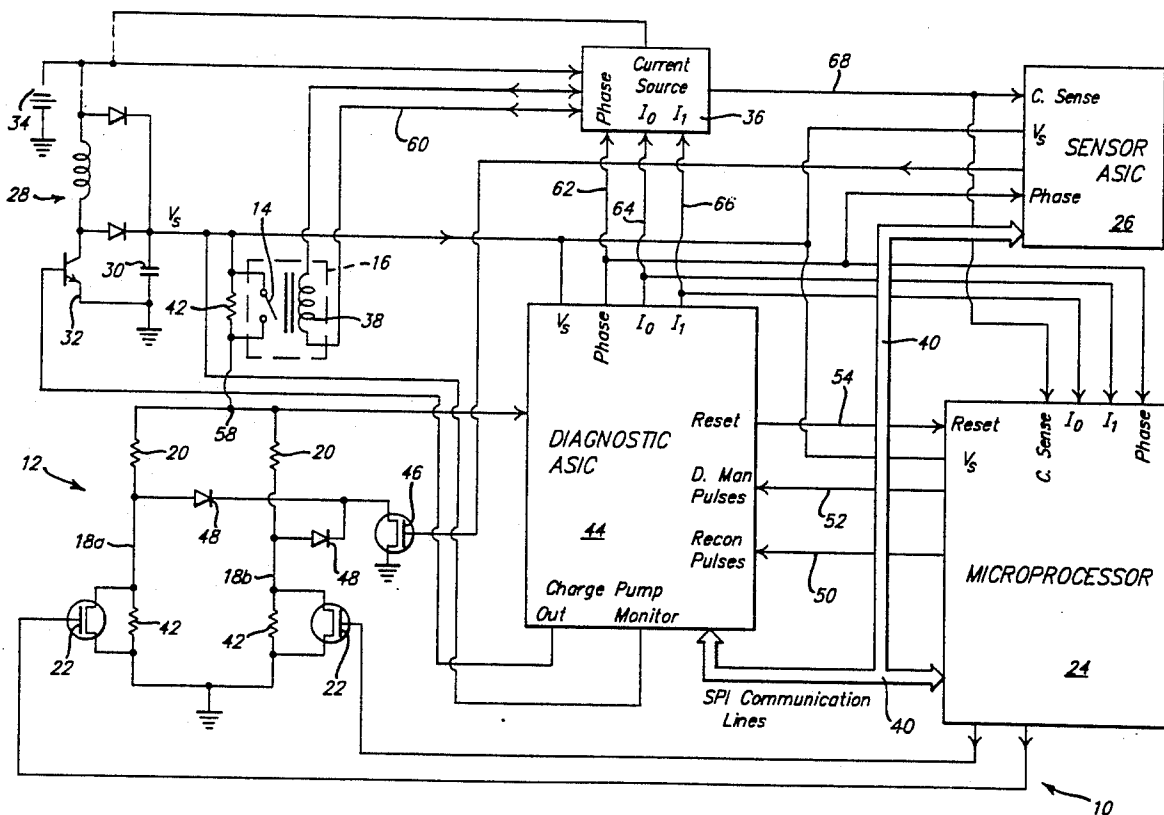 Current
Source
Phase
I0
I1
36
68
C. Sense
Vs
SENSOR
ASIC
Phase
26
34
28
60
62
64
66
Vs
14
16
30
32
42
38
40
58
Vs
Phase
I0
I1
DIAGNOSTIC
ASIC
44
Reset
D. Man
Pulses
Recon
Pulses
Charge Pump
Out
Monitor
54
52
50
Reset
Vs
C. Sense
I0
I1
Phase
MICROPROCESSOR
24
12
20
20
46
48
48
18a
18b
22
42
42
22
SPI Communication
Lines
40
10